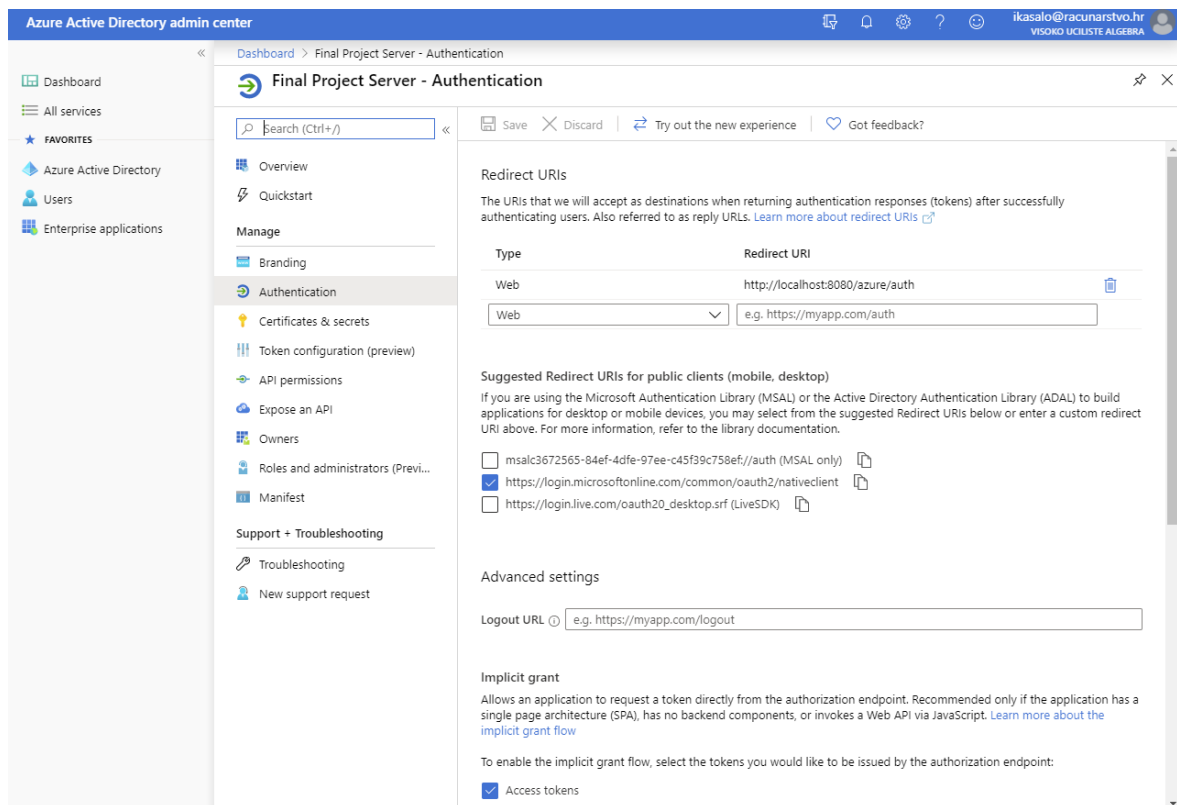 Azure Active Directory admin center
ikasalo@racunarstvo.hr
VISOKO UCILISTE ALGEBRA
Dashboard
All services
FAVORITES
Azure Active Directory
Users
Enterprise applications
Dashboard > Final Project Server - Authentication
Final Project Server - Authentication
Search (Ctrl+/)
Overview
Quickstart
Manage
Branding
Authentication
Certificates & secrets
Token configuration (preview)
API permissions
Expose an API
Owners
Roles and administrators (Previ...
Manifest
Support + Troubleshooting
Troubleshooting
New support request
Save Discard Try out the new experience Got feedback?
Redirect URIs
The URIs that we will accept as destinations when returning authentication responses (tokens) after successfully
authenticating users. Also referred to as reply URLs. Learn more about redirect URIs
Type Redirect URI
Web http://localhost:8080/azure/auth
Web e.g. https://myapp.com/auth
Suggested Redirect URIs for public clients (mobile, desktop)
If you are using the Microsoft Authentication Library (MSAL) or the Active Directory Authentication Library (ADAL) to build
applications for desktop or mobile devices, you may select from the suggested Redirect URIs below or enter a custom redirect
URI above. For more information, refer to the library documentation.
msalc3672565-84ef-4dfe-97ee-c45f39c758ef://auth (MSAL only)
https://login.microsoftonline.com/common/oauth2/nativeclient
https://login.live.com/oauth20_desktop.srf (LiveSDK)
Advanced settings
Logout URL e.g. https://myapp.com/logout
Implicit grant
Allows an application to request a token directly from the authorization endpoint. Recommended only if the application has a
single page architecture (SPA), has no backend components, or invokes a Web API via JavaScript. Learn more about the
implicit grant flow
To enable the implicit grant flow, select the tokens you would like to be issued by the authorization endpoint:
Access tokens